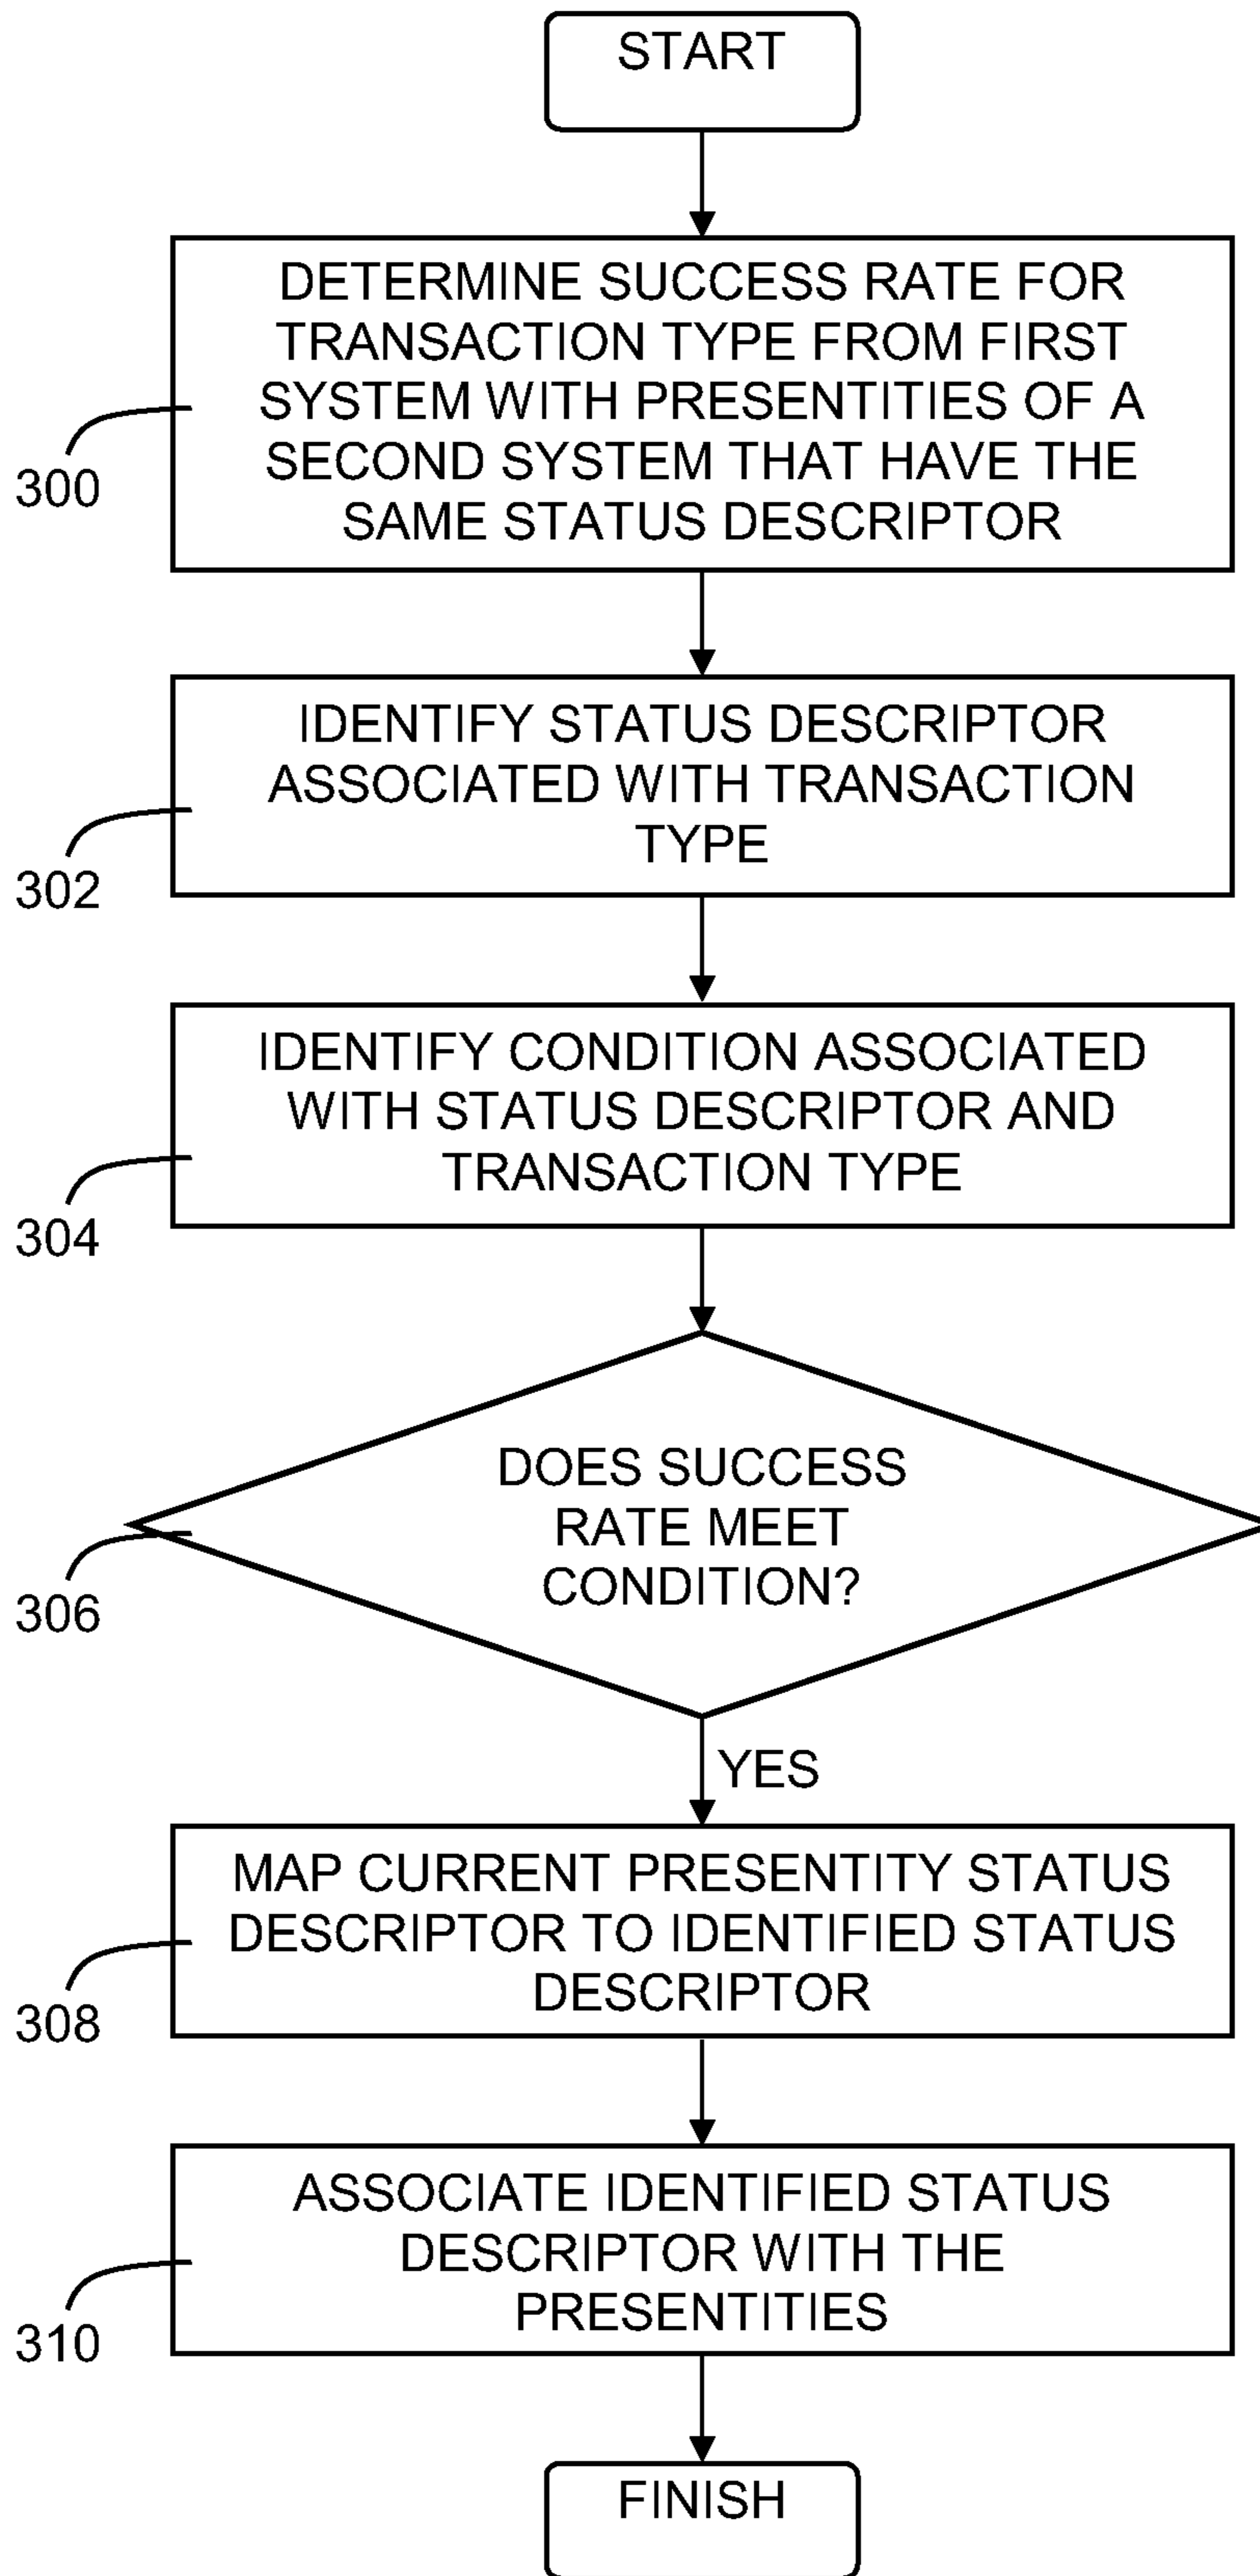 START
DETERMINE SUCCESS RATE FOR
TRANSACTION TYPE FROM FIRST
SYSTEM WITH PRESENTITIES OF A
SECOND SYSTEM THAT HAVE THE
SAME STATUS DESCRIPTOR
300
IDENTIFY STATUS DESCRIPTOR
ASSOCIATED WITH TRANSACTION
TYPE
302
IDENTIFY CONDITION ASSOCIATED
WITH STATUS DESCRIPTOR AND
TRANSACTION TYPE
304
DOES SUCCESS
RATE MEET
CONDITION?
306
YES
MAP CURRENT PRESENTITY STATUS
DESCRIPTOR TO IDENTIFIED STATUS
DESCRIPTOR
308
ASSOCIATE IDENTIFIED STATUS
DESCRIPTOR WITH THE
PRESENTITIES
310
FINISH